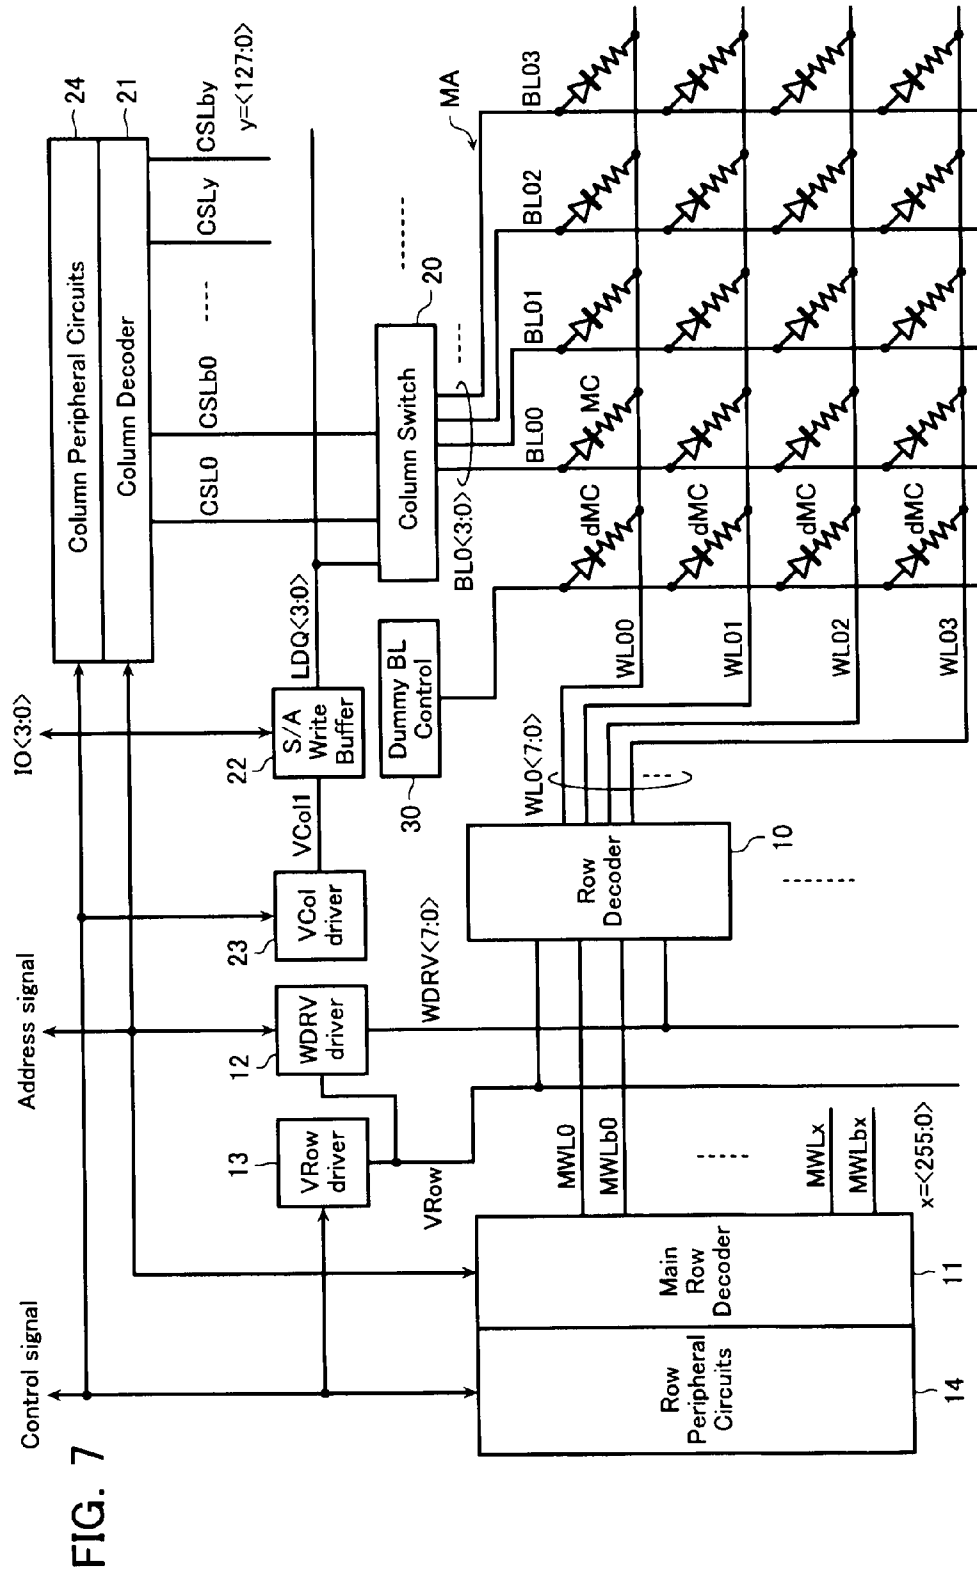 FIG. 7
Control signal
Address signal
IO<3:0>
Column Peripheral Circuits
24
Column Decoder
21
CSL0
CSLb0
CSLy
CSLby
y=<127:0>
13
VRow
driver
12
WDRV
driver
23
VCol
driver
VCol1
22
S/A
Write
Buffer
LDQ<3:0>
Column Switch
20
30
Dummy BL
Control
BL0<3:0>
MA
VRow
WDRV<7:0>
Row
Peripheral
Circuits
14
Main
Row
Decoder
11
MWL0
MWLb0
MWLx
MWLbx
x=<255:0>
Row
Decoder
10
WL0<7:0>
WL00
WL01
WL02
WL03
BL00
BL01
BL02
BL03
dMC
MC
dMC
dMC
dMC